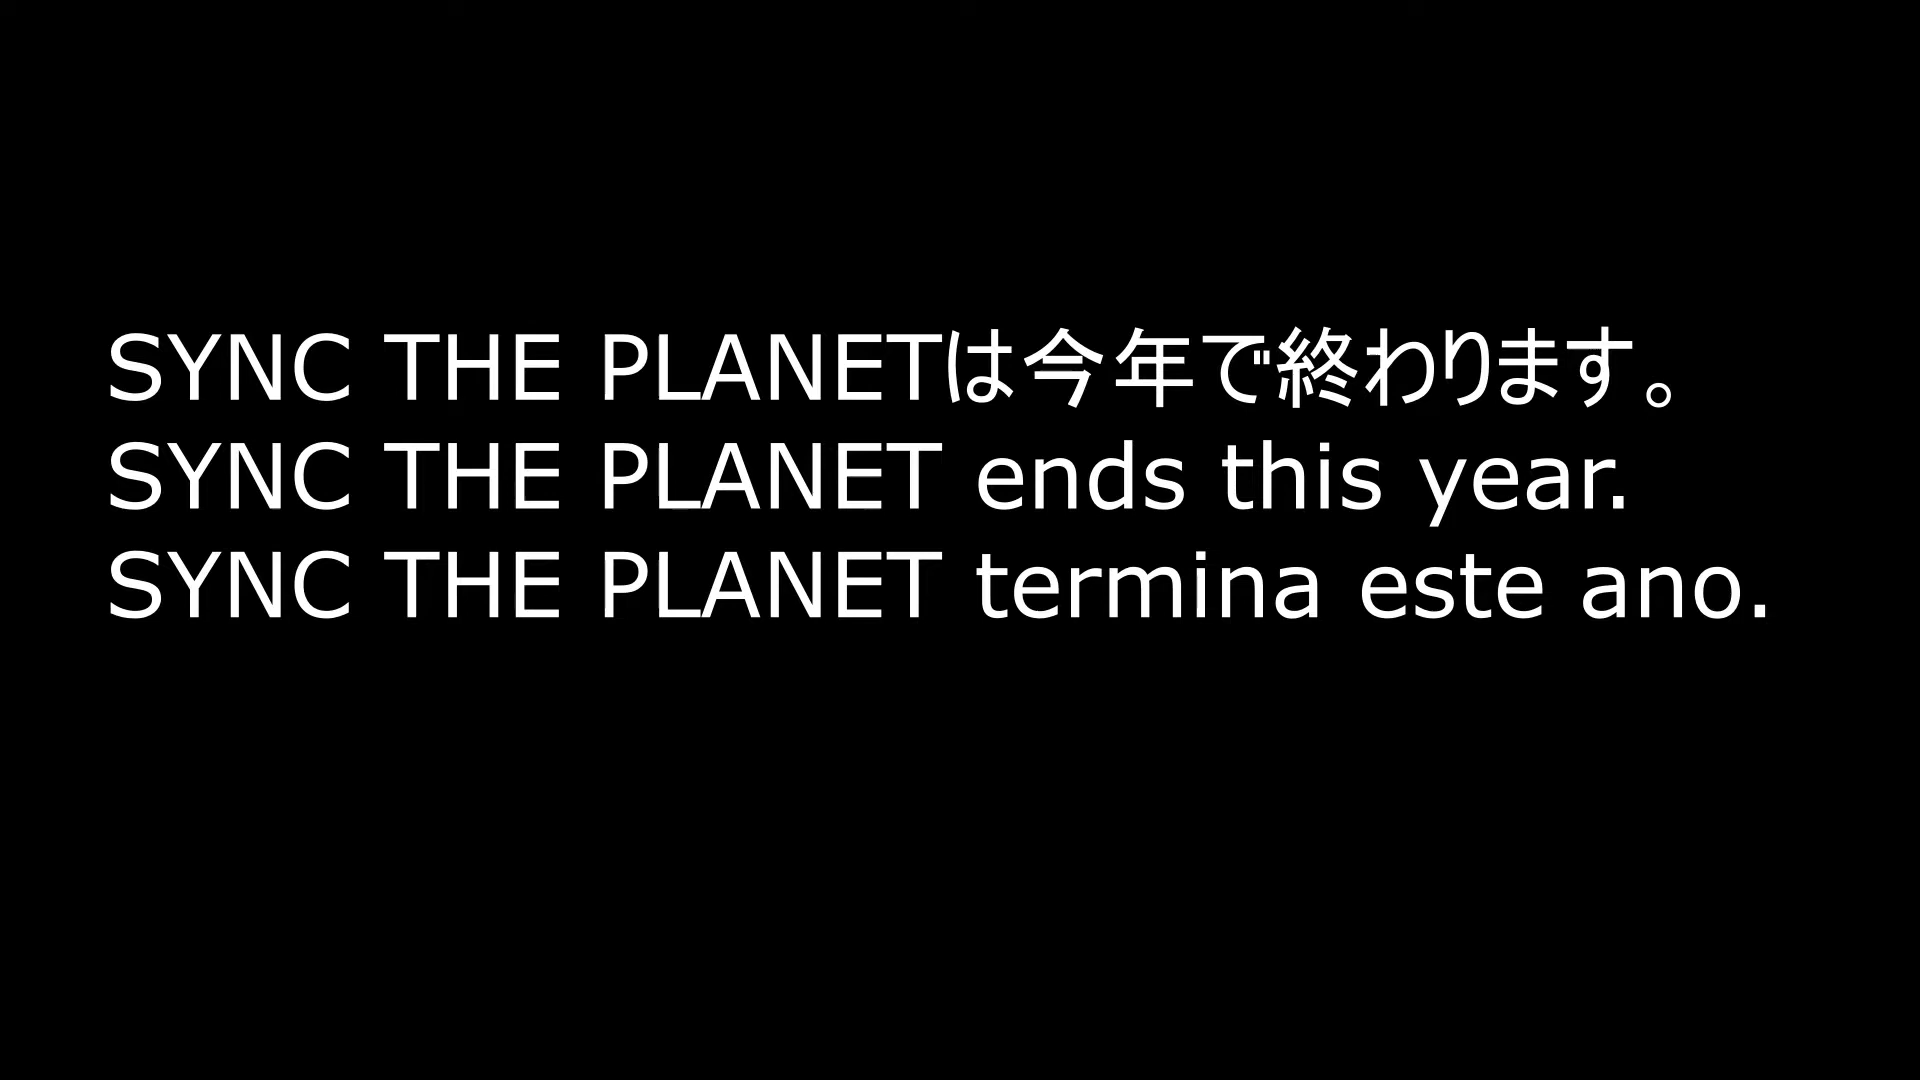 SYNC THE PLANETは今年で終わります。
SYNC THE PLANET ends this year.
SYNC THE PLANET termina este ano.